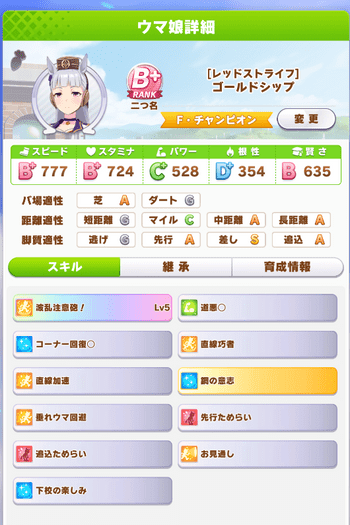 ウマ娘詳細
B+
RANK
二つ名
[レッドストライフ]
ゴールドシップ
F・チャンピオン
変更
スピード スタミナ パワー 根性 賢さ
B+ 777 B+ 724 C+ 528 D+ 354 B 635
バ場適性 芝 A ダート G
距離適性 短距離 G マイル C 中距離 A 長距離 A
脚質適性 逃げ G 先行 A 差し S 追込 A
スキル 継承 育成情報
波乱注意砲! Lv5 道悪○
コーナー回復○ 直線巧者
直線加速 鋼の意志
垂れウマ回避 先行ためらい
追込ためらい お見通し
下校の楽しみ